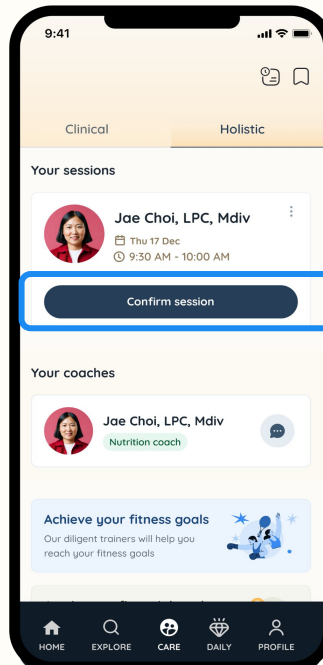 9:41
Clinical
Holistic
Your sessions
Jae Choi, LPC, Mdiv
Thu 17 Dec
9:30 AM - 10:00 AM
Confirm session
Your coaches
Jae Choi, LPC, Mdiv
Nutrition coach
Achieve your fitness goals
Our diligent trainers will help you
reach your fitness goals
HOME EXPLORE CARE DAILY PROFILE